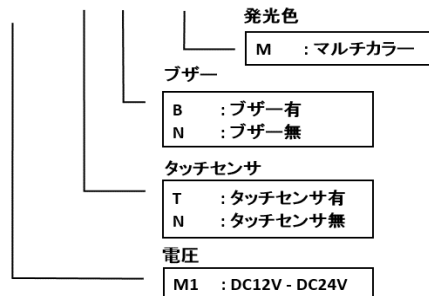 発光色
M : マルチカラー
ブザー
B : ブザー有
N : ブザー無
タッチセンサ
T : タッチセンサ有
N : タッチセンサ無
電圧
M1 : DC12V - DC24V